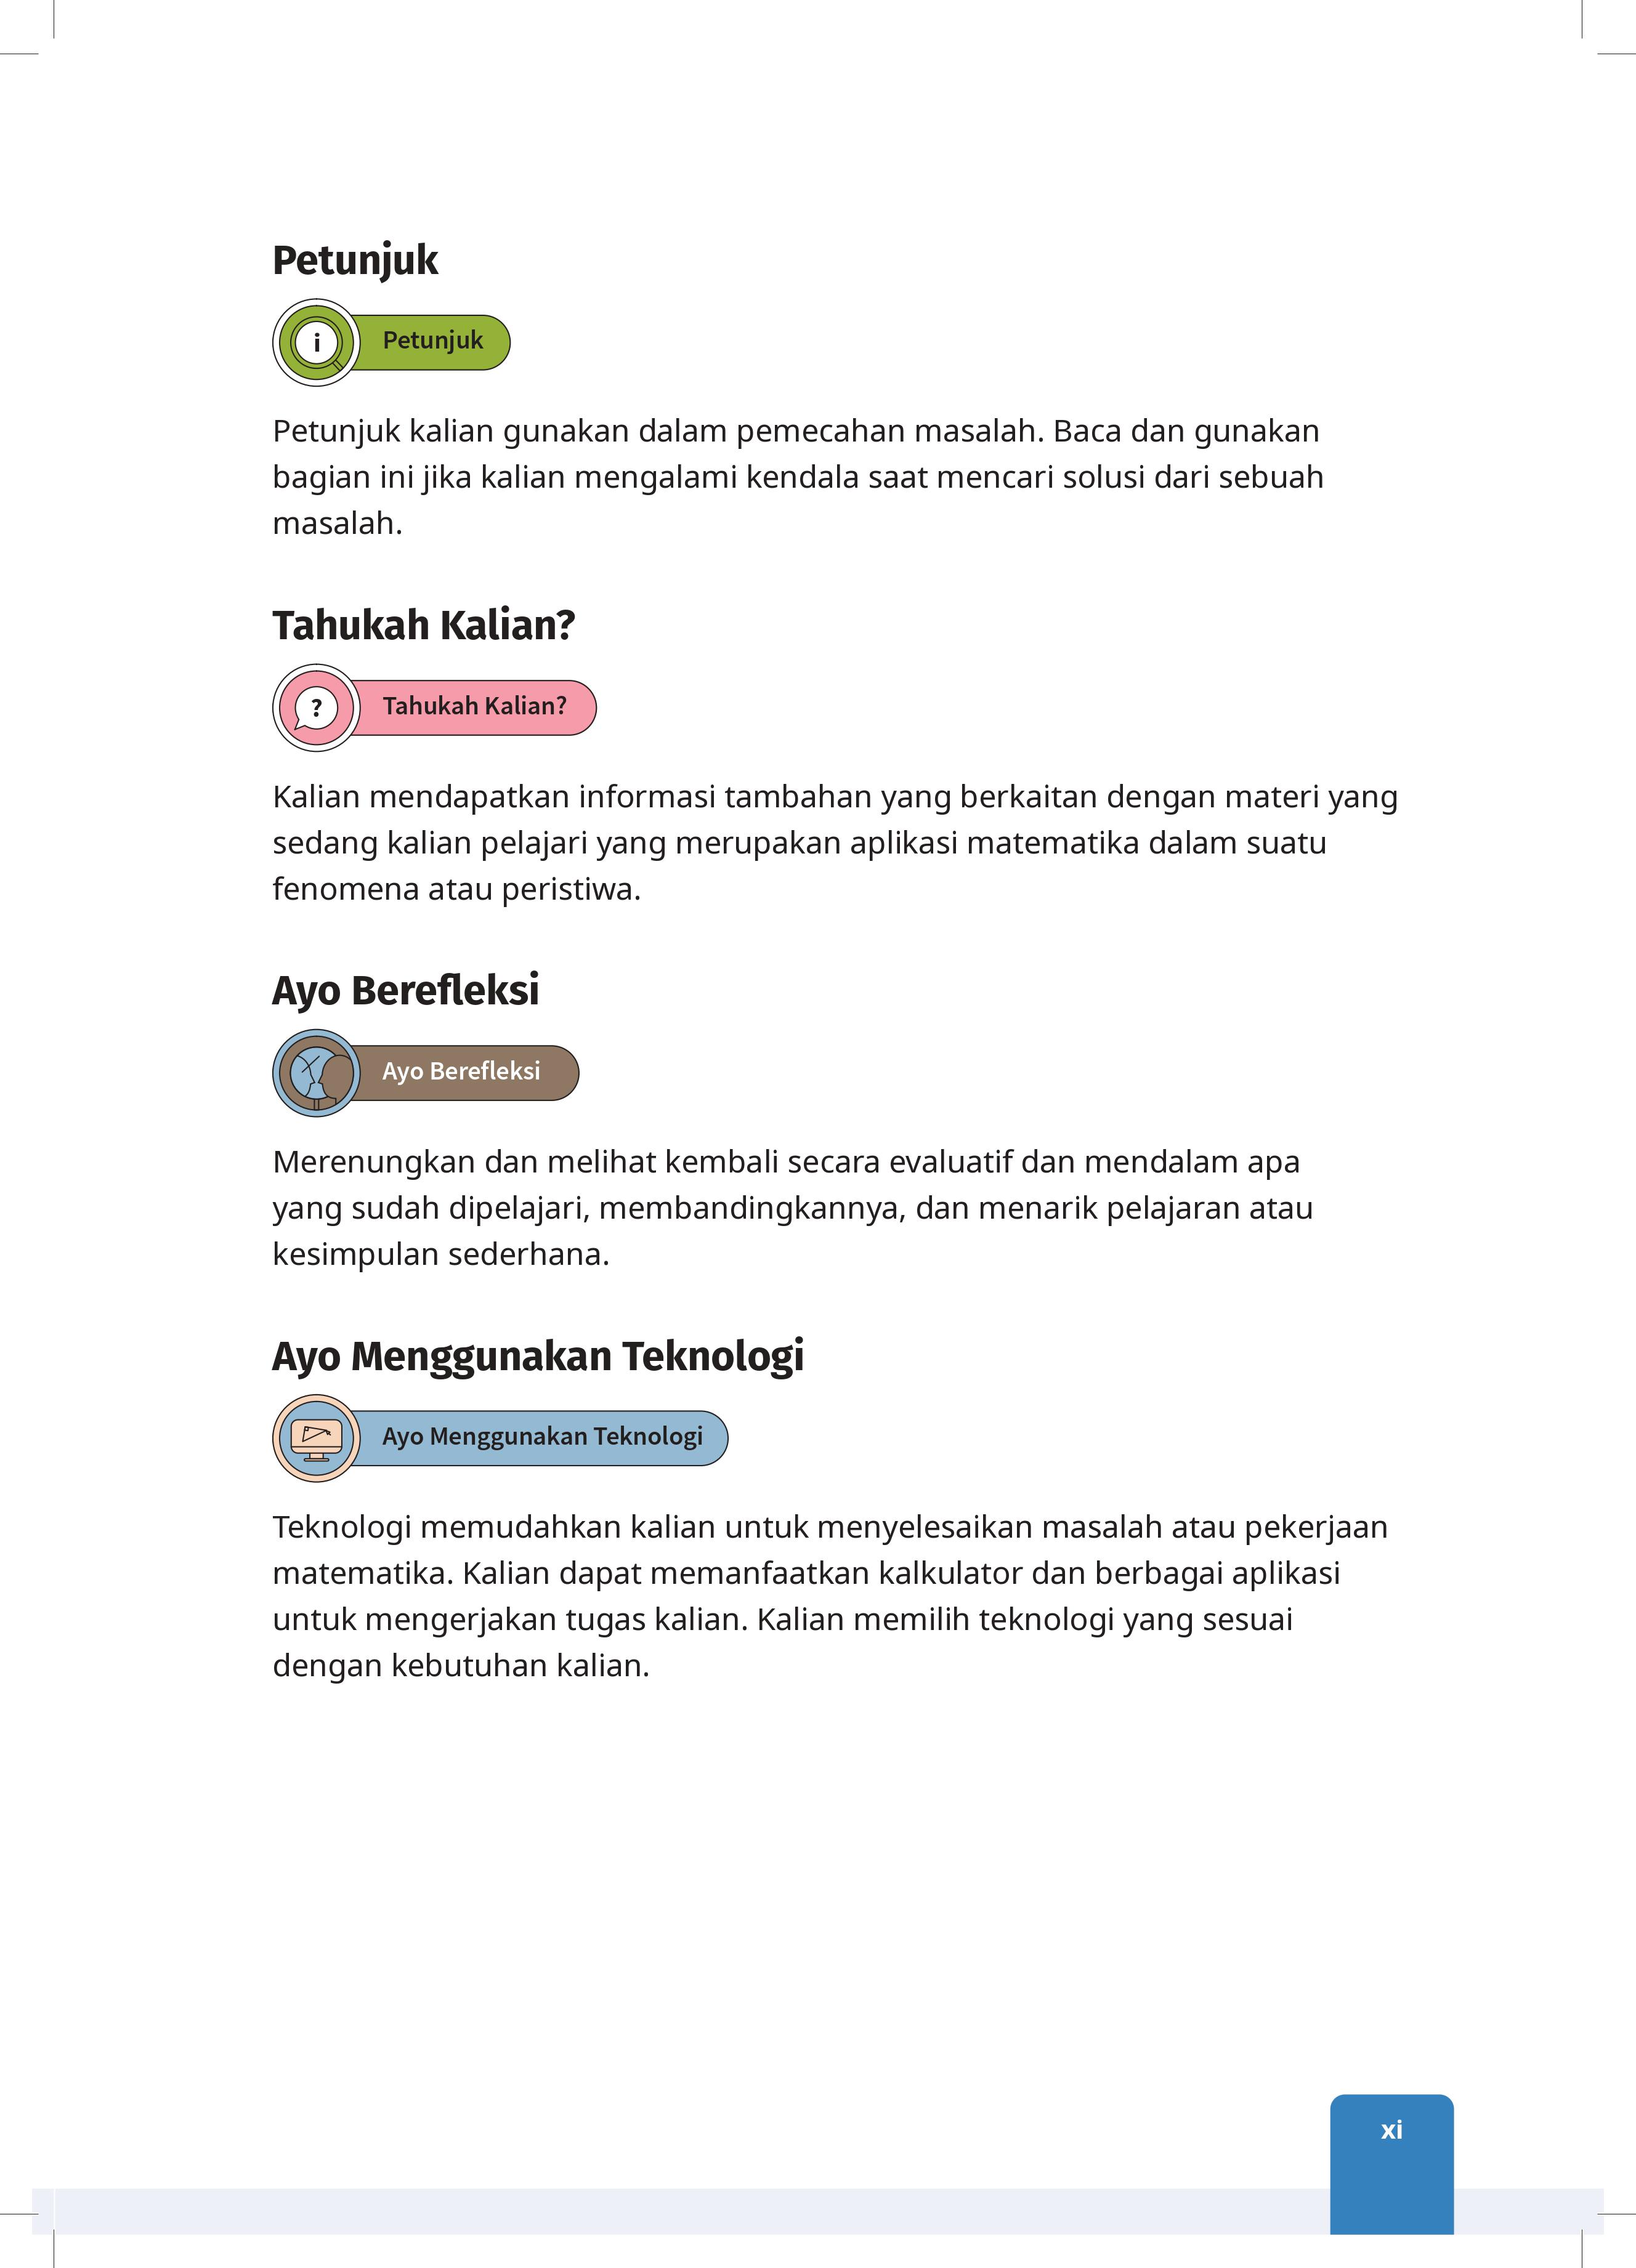 Petunjuk
i
Petunjuk
Petunjuk kalian gunakan dalam pemecahan masalah. Baca dan gunakan
bagian ini jika kalian mengalami kendala saat mencari solusi dari sebuah
masalah.
Tahukah Kalian?
?
Tahukah Kalian?
Kalian mendapatkan informasi tambahan yang berkaitan dengan materi yang
sedang kalian pelajari yang merupakan aplikasi matematika dalam suatu
fenomena atau peristiwa.
Ayo Berefleksi
Ayo Berefleksi
Merenungkan dan melihat kembali secara evaluatif dan mendalam apa
yang sudah dipelajari, membandingkannya, dan menarik pelajaran atau
kesimpulan sederhana.
Ayo Menggunakan Teknologi
Ayo Menggunakan Teknologi
Teknologi memudahkan kalian untuk menyelesaikan masalah atau pekerjaan
matematika. Kalian dapat memanfaatkan kalkulator dan berbagai aplikasi
untuk mengerjakan tugas kalian. Kalian memilih teknologi yang sesuai
dengan kebutuhan kalian.
xi